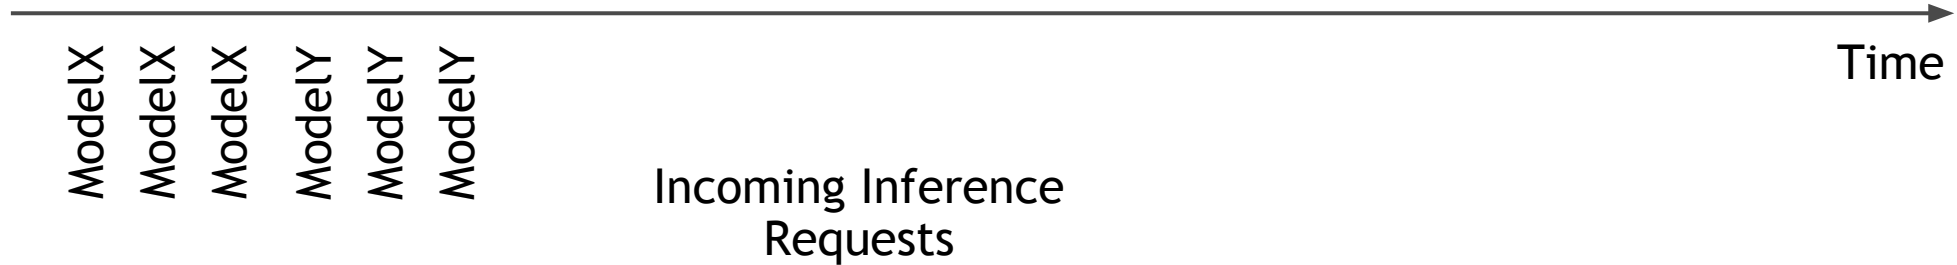 Time
ModelX
ModelX
ModelX
ModelY
ModelY
ModelY
Incoming Inference
Requests